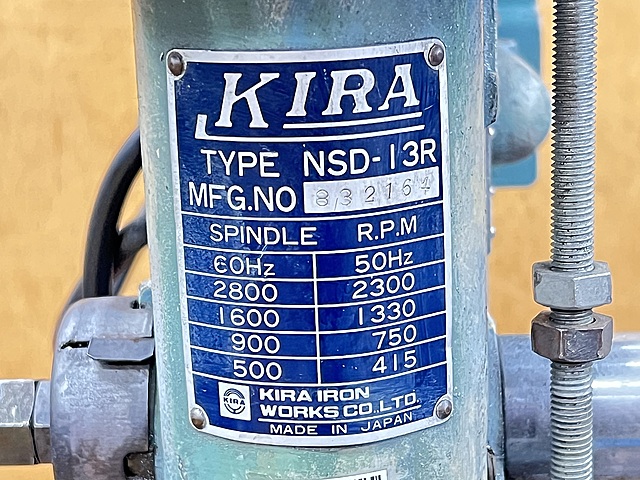 KIRA
TYPE NSD-13R
MFG.NO 832164
SPINDLE R.P.M
60Hz 50Hz
2800 2300
1600 1330
900 750
500 415
KIRA KIRA IRON
WORKS CO.,LTD.
MADE IN JAPAN